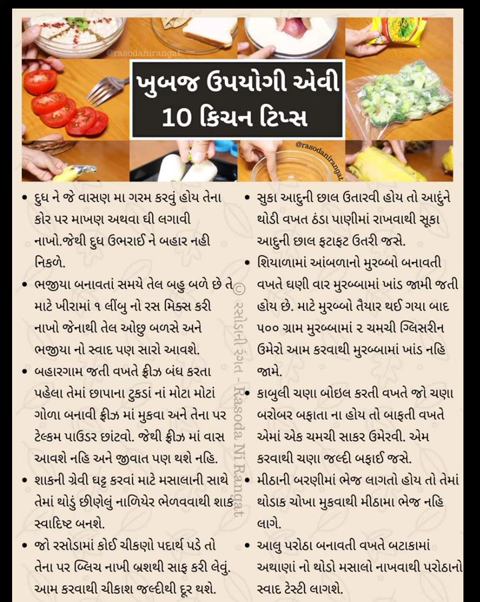 @rasodanirangat
ખુબજ ઉપયોગી એવી
10 કિચન ટિપ્સ
@rasodanirangat
• દુધ ને જે વાસણ મા ગરમ કરવું હોય તેના
કોર પર માખણ અથવા ઘી લગાવી
નાખો.જેથી દુધ ઉભરાઈ ને બહાર નહી
નિકળે.
• ભજીયા બનાવતાં સમયે તેલ બહુ બળે છે તે
માટે ખીરામાં ૧ લીંબુ નો રસ મિક્સ કરી
નાખો જેનાથી તેલ ઓછુ બળસે અને
ભજીયા નો સ્વાદ પણ સારો આવશે.
• બહારગામ જતી વખતે ફ્રીઝ બંધ કરતા
પહેલા તેમાં છાપાના ટુકડાં નાં મોટા મોટાં
ગોળા બનાવી ફ્રીઝ માં મુકવા અને તેના પર
ટેલ્કમ પાઉડર છાંટવો. જેથી ફ્રીઝ માં વાસ
આવશે નહિ અને જીવાત પણ થશે નહિ.
• શાકની ગ્રેવી ઘટ્ટ કરવાં માટે મસાલાની સાથે
તેમાં થોડું છીણેલું નાળિયેર ભેળવવાથી શાક
સ્વાદિષ્ટ બનશે.
• જો રસોડામાં કોઈ ચીકણો પદાર્થ પડે તો
તેના પર બ્લિચ નાખી બ્રશથી સાફ કરી લેવું.
આમ કરવાથી ચીકાશ જલ્દીથી દૂર થશે.
• સુકા આદુની છાલ ઉતારવી હોય તો આદુંને
થોડી વખત ઠંડા પાણીમાં રાખવાથી સૂકા
આદુની છાલ ફટાફટ ઉતરી જસે.
• શિયાળામાં આંબળાનો મુરબ્બો બનાવતી
વખતે ઘણી વાર મુરબ્બામાં ખાંડ જામી જતી
હોય છે. માટે મુરબ્બો તૈયાર થઈ ગયા બાદ
૫૦૦ ગ્રામ મુરબ્બામાં ૨ ચમચી ગ્લિસરીન
ઉમેરો આમ કરવાથી મુરબ્બામાં ખાંડ નહિ
જામે.
• કાબુલી ચણા બોઇલ કરતી વખતે જો ચણા
બરોબર બફાતા ના હોય તો બાફતી વખતે
એમાં એક ચમચી સાકર ઉમેરવી. એમ
કરવાથી ચણા જલ્દી બફાઈ જસે.
• મીઠાની બરણીમાં ભેજ લાગતો હોય તો તેમાં
થોડાક ચોખા મુકવાથી મીઠામા ભેજ નહિ
લાગે.
• આલુ પરોઠા બનાવતી વખતે બટાકામાં
અથાણાં નો થોડો મસાલો નાખવાથી પરોઠાનો
સ્વાદ ટેસ્ટી લાગશે.
© રસોડાની રંગત -Rasoda Ni Rangat